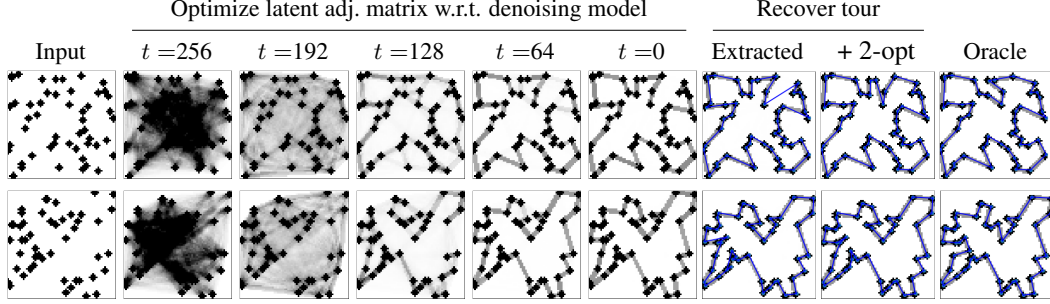 Optimize latent adj. matrix w.r.t. denoising model Recover tour
Input t =256 t =192 t =128 t =64 t =0 Extracted + 2-opt Oracle